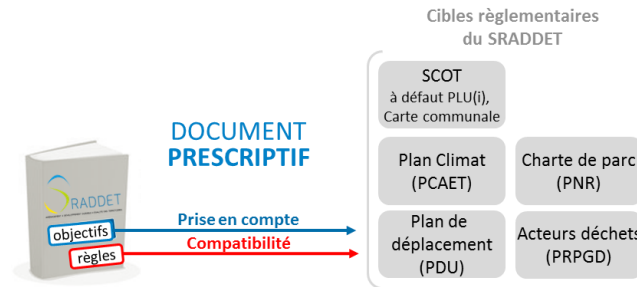 Cibles règlementaires
du SRADDET
SCOT
à défaut PLU(i),
Carte communale
DOCUMENT
PRESCRIPTIF
Plan Climat
(PCAET)
Charte de parc
(PNR)
SRADDET
objectifs
règles
Prise en compte
Compatibilité
Plan de
déplacement
(PDU)
Acteurs déchets
(PRPGD)